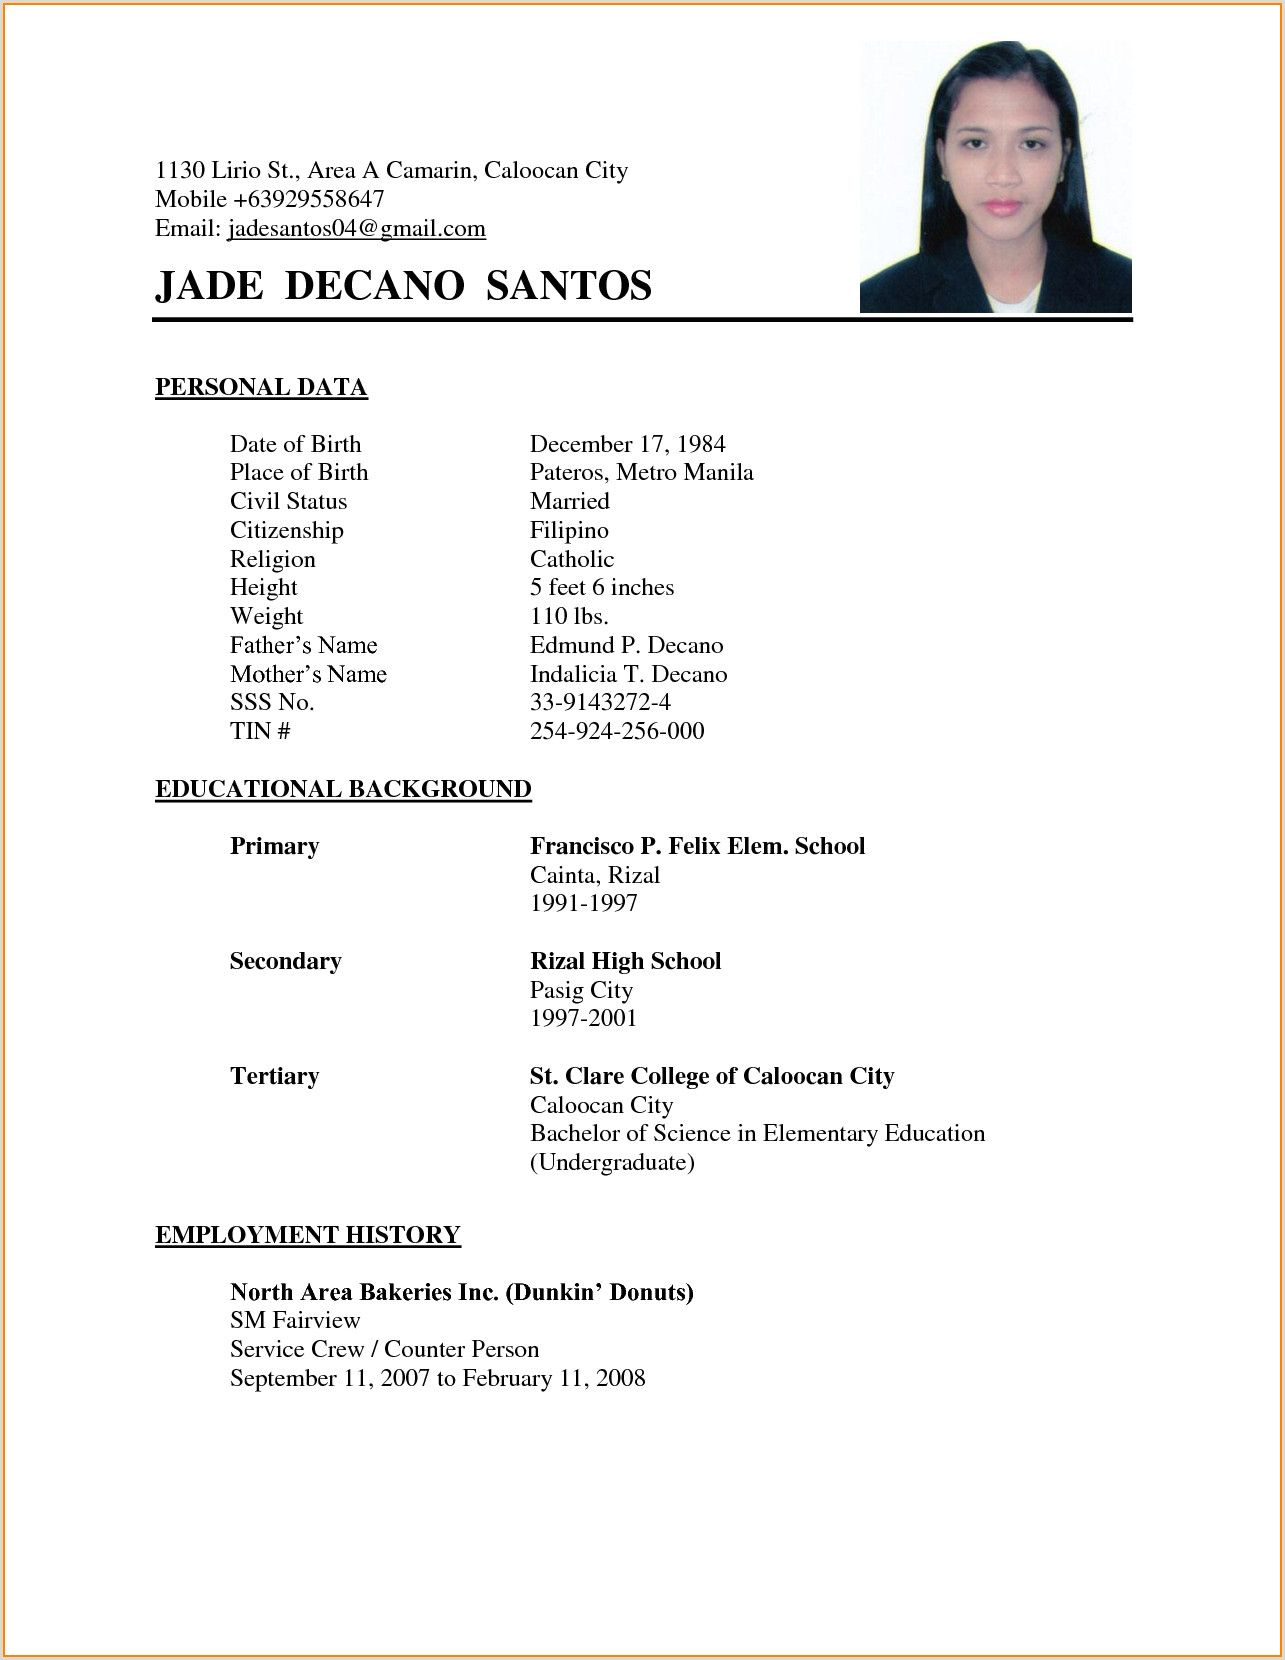 1130 Lirio St., Area A Camarin, Caloocan City
Mobile +63929558647
Email: jadesantos04@gmail.com
JADE DECANO SANTOS
PERSONAL DATA
Date of Birth December 17, 1984
Place of Birth Pateros, Metro Manila
Civil Status Married
Citizenship Filipino
Religion Catholic
Height 5 feet 6 inches
Weight 110 lbs.
Father’s Name Edmund P. Decano
Mother’s Name Indalicia T. Decano
SSS No. 33-9143272-4
TIN # 254-924-256-000
EDUCATIONAL BACKGROUND
Primary Francisco P. Felix Elem. School
Cainta, Rizal
1991-1997
Secondary Rizal High School
Pasig City
1997-2001
Tertiary St. Clare College of Caloocan City
Caloocan City
Bachelor of Science in Elementary Education
(Undergraduate)
EMPLOYMENT HISTORY
North Area Bakeries Inc. (Dunkin’ Donuts)
SM Fairview
Service Crew / Counter Person
September 11, 2007 to February 11, 2008